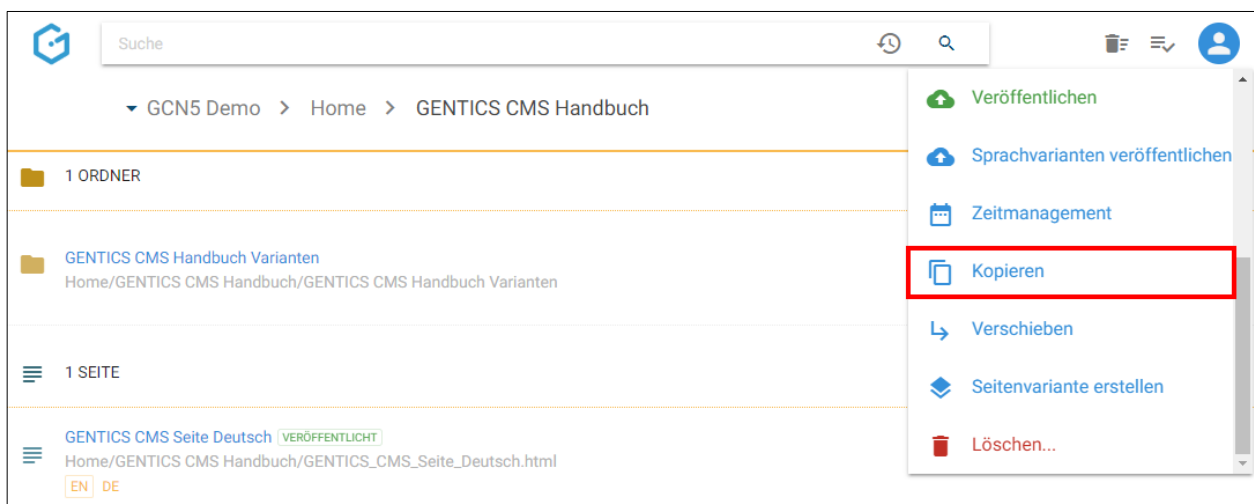 Suche
GCN5 Demo > Home > GENTICS CMS Handbuch
1 ORDNER
GENTICS CMS Handbuch Varianten
Home/GENTICS CMS Handbuch/GENTICS CMS Handbuch Varianten
1 SEITE
GENTICS CMS Seite Deutsch VERÖFFENTLICHT
Home/GENTICS CMS Handbuch/GENTICS_CMS_Seite_Deutsch.html
EN DE
Veröffentlichen
Sprachvarianten veröffentlichen
Zeitmanagement
Kopieren
Verschieben
Seitenvariante erstellen
Löschen...